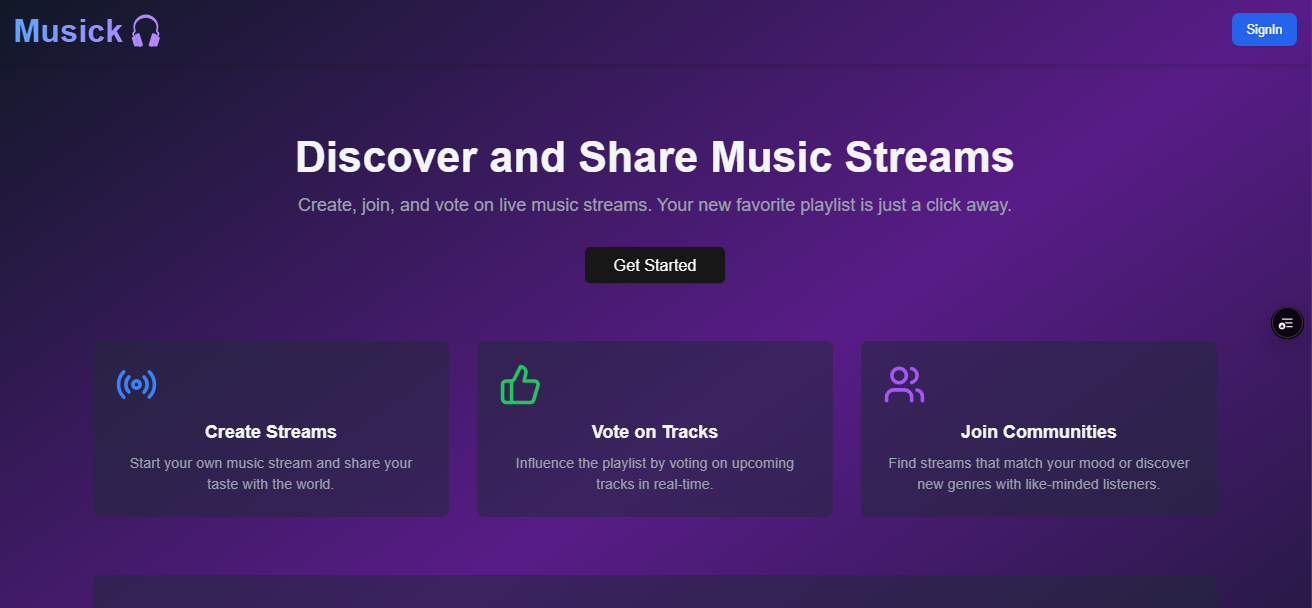 Musick
SignIn
Discover and Share Music Streams
Create, join, and vote on live music streams. Your new favorite playlist is just a click away.
Get Started
Create Streams
Start your own music stream and share your
taste with the world.
Vote on Tracks
Influence the playlist by voting on upcoming
tracks in real-time.
Join Communities
Find streams that match your mood or discover
new genres with like-minded listeners.